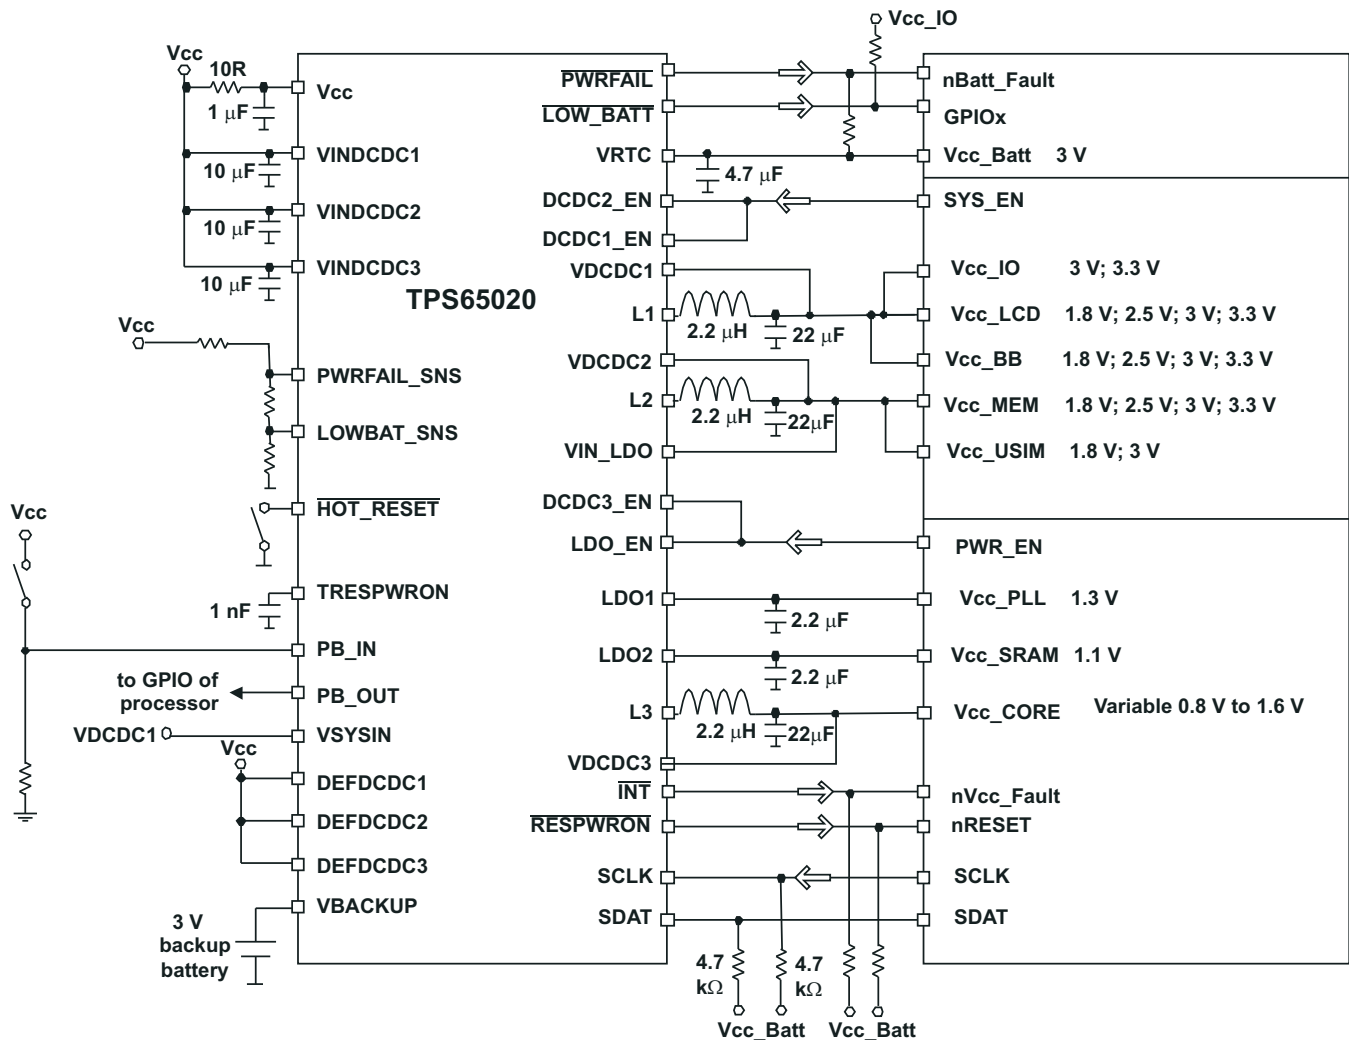 Vcc_IO
Vcc
10R
1 μF
Vcc
10 μF
VINDCDC1
10 μF
VINDCDC2
10 μF
VINDCDC3
TPS65020
Vcc
PWRFAIL_SNS
LOWBAT_SNS
HOT_RESET
Vcc
1 nF
TRESPWRON
PB_IN
to GPIO of
processor
PB_OUT
VDCDC1
VSYSIN
Vcc
DEFDCDC1
DEFDCDC2
DEFDCDC3
VBACKUP
3 V
backup
battery
PWRFAIL
LOW_BATT
VRTC
4.7 μF
DCDC2_EN
DCDC1_EN
VDCDC1
L1
2.2 μH
22 μF
VDCDC2
L2
2.2 μH
22μF
VIN_LDO
DCDC3_EN
LDO_EN
LDO1
2.2 μF
LDO2
2.2 μF
L3
2.2 μH
22μF
VDCDC3
INT
RESPWRON
SCLK
SDAT
4.7
kΩ
4.7
kΩ
Vcc_Batt
Vcc_Batt
nBatt_Fault
GPIOx
Vcc_Batt 3 V
SYS_EN
Vcc_IO 3 V; 3.3 V
Vcc_LCD 1.8 V; 2.5 V; 3 V; 3.3 V
Vcc_BB 1.8 V; 2.5 V; 3 V; 3.3 V
Vcc_MEM 1.8 V; 2.5 V; 3 V; 3.3 V
Vcc_USIM 1.8 V; 3 V
PWR_EN
Vcc_PLL 1.3 V
Vcc_SRAM 1.1 V
Vcc_CORE Variable 0.8 V to 1.6 V
nVcc_Fault
nRESET
SCLK
SDAT